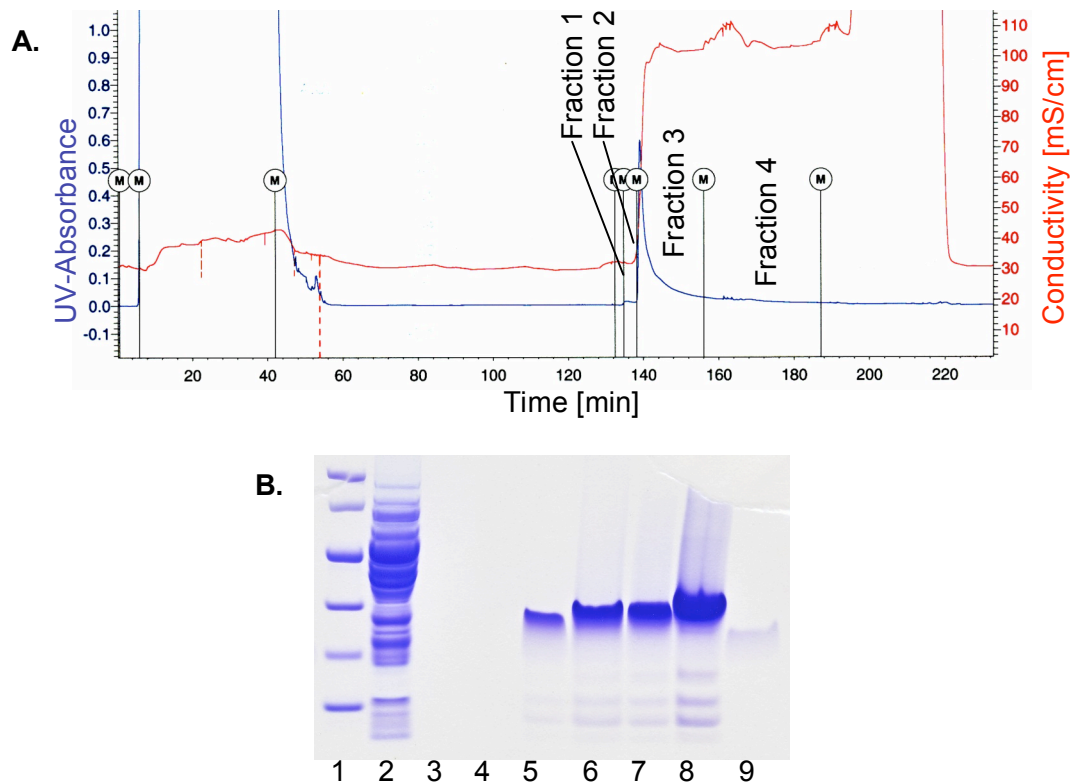 A.
Fraction 1
Fraction 2
Fraction 3
Fraction 4
UV-Absorbance
1.0
0.9
0.8
0.7
0.6
0.5
0.4
0.3
0.2
0.1
0.0
-0.1
M M M M M M M M
110
100
90
80
70
60
50
40
30
20
10
Conductivity [mS/cm]
20 40 60 80 100 120 140 160 180 200 220
Time [min]
B.
1 2 3 4 5 6 7 8 9